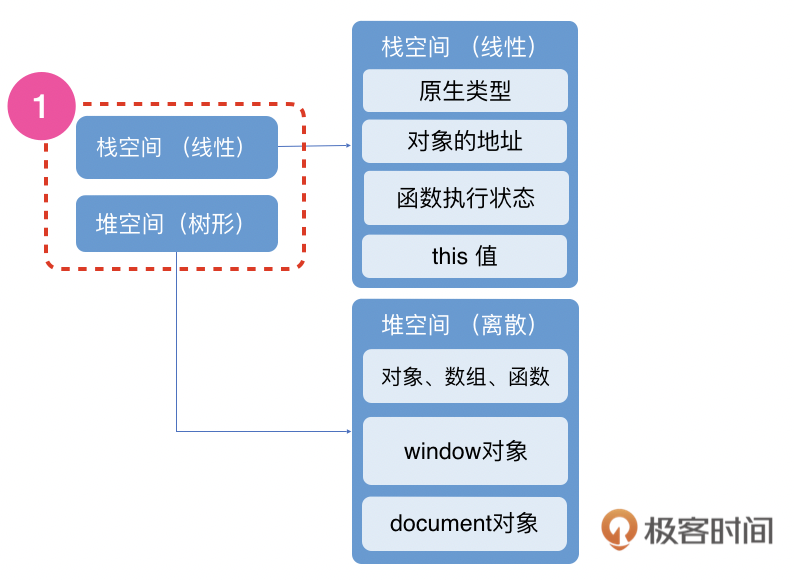 1
栈空间 （线性）
堆空间（树形）
栈空间 （线性）
原生类型
对象的地址
函数执行状态
this 值
堆空间 （离散）
对象、数组、函数
window对象
document对象
极客时间